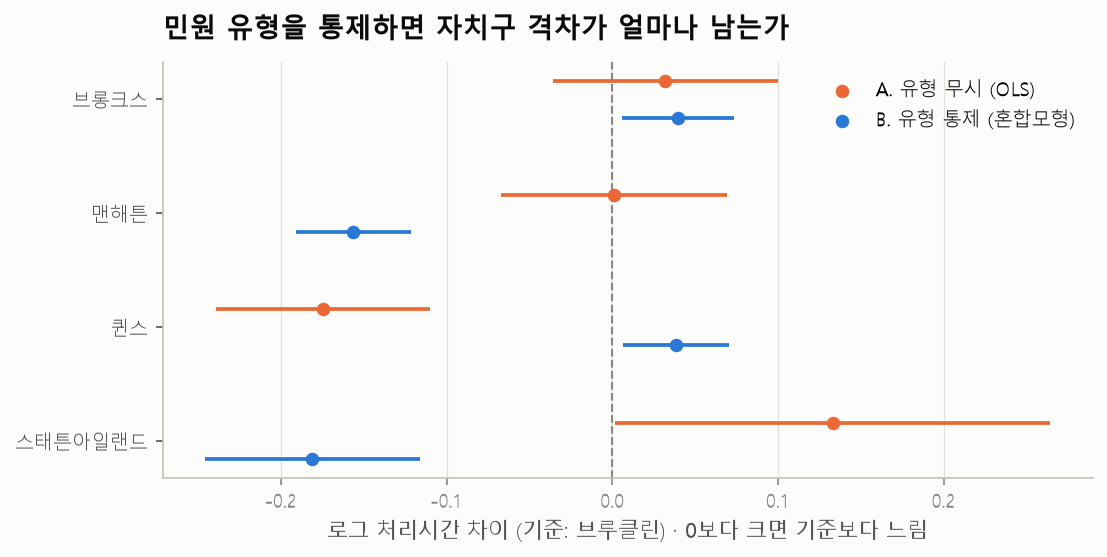 민원 유형을 통제하면 자치구 격차가 얼마나 남는가
A. 유형 무시 (OLS)
B. 유형 통제 (혼합모형)
브롱크스
맨해튼
퀸스
스태튼아일랜드
-0.2
-0.1
0.0
0.1
0.2
로그 처리시간 차이 (기준: 브루클린) · 0보다 크면 기준보다 느림